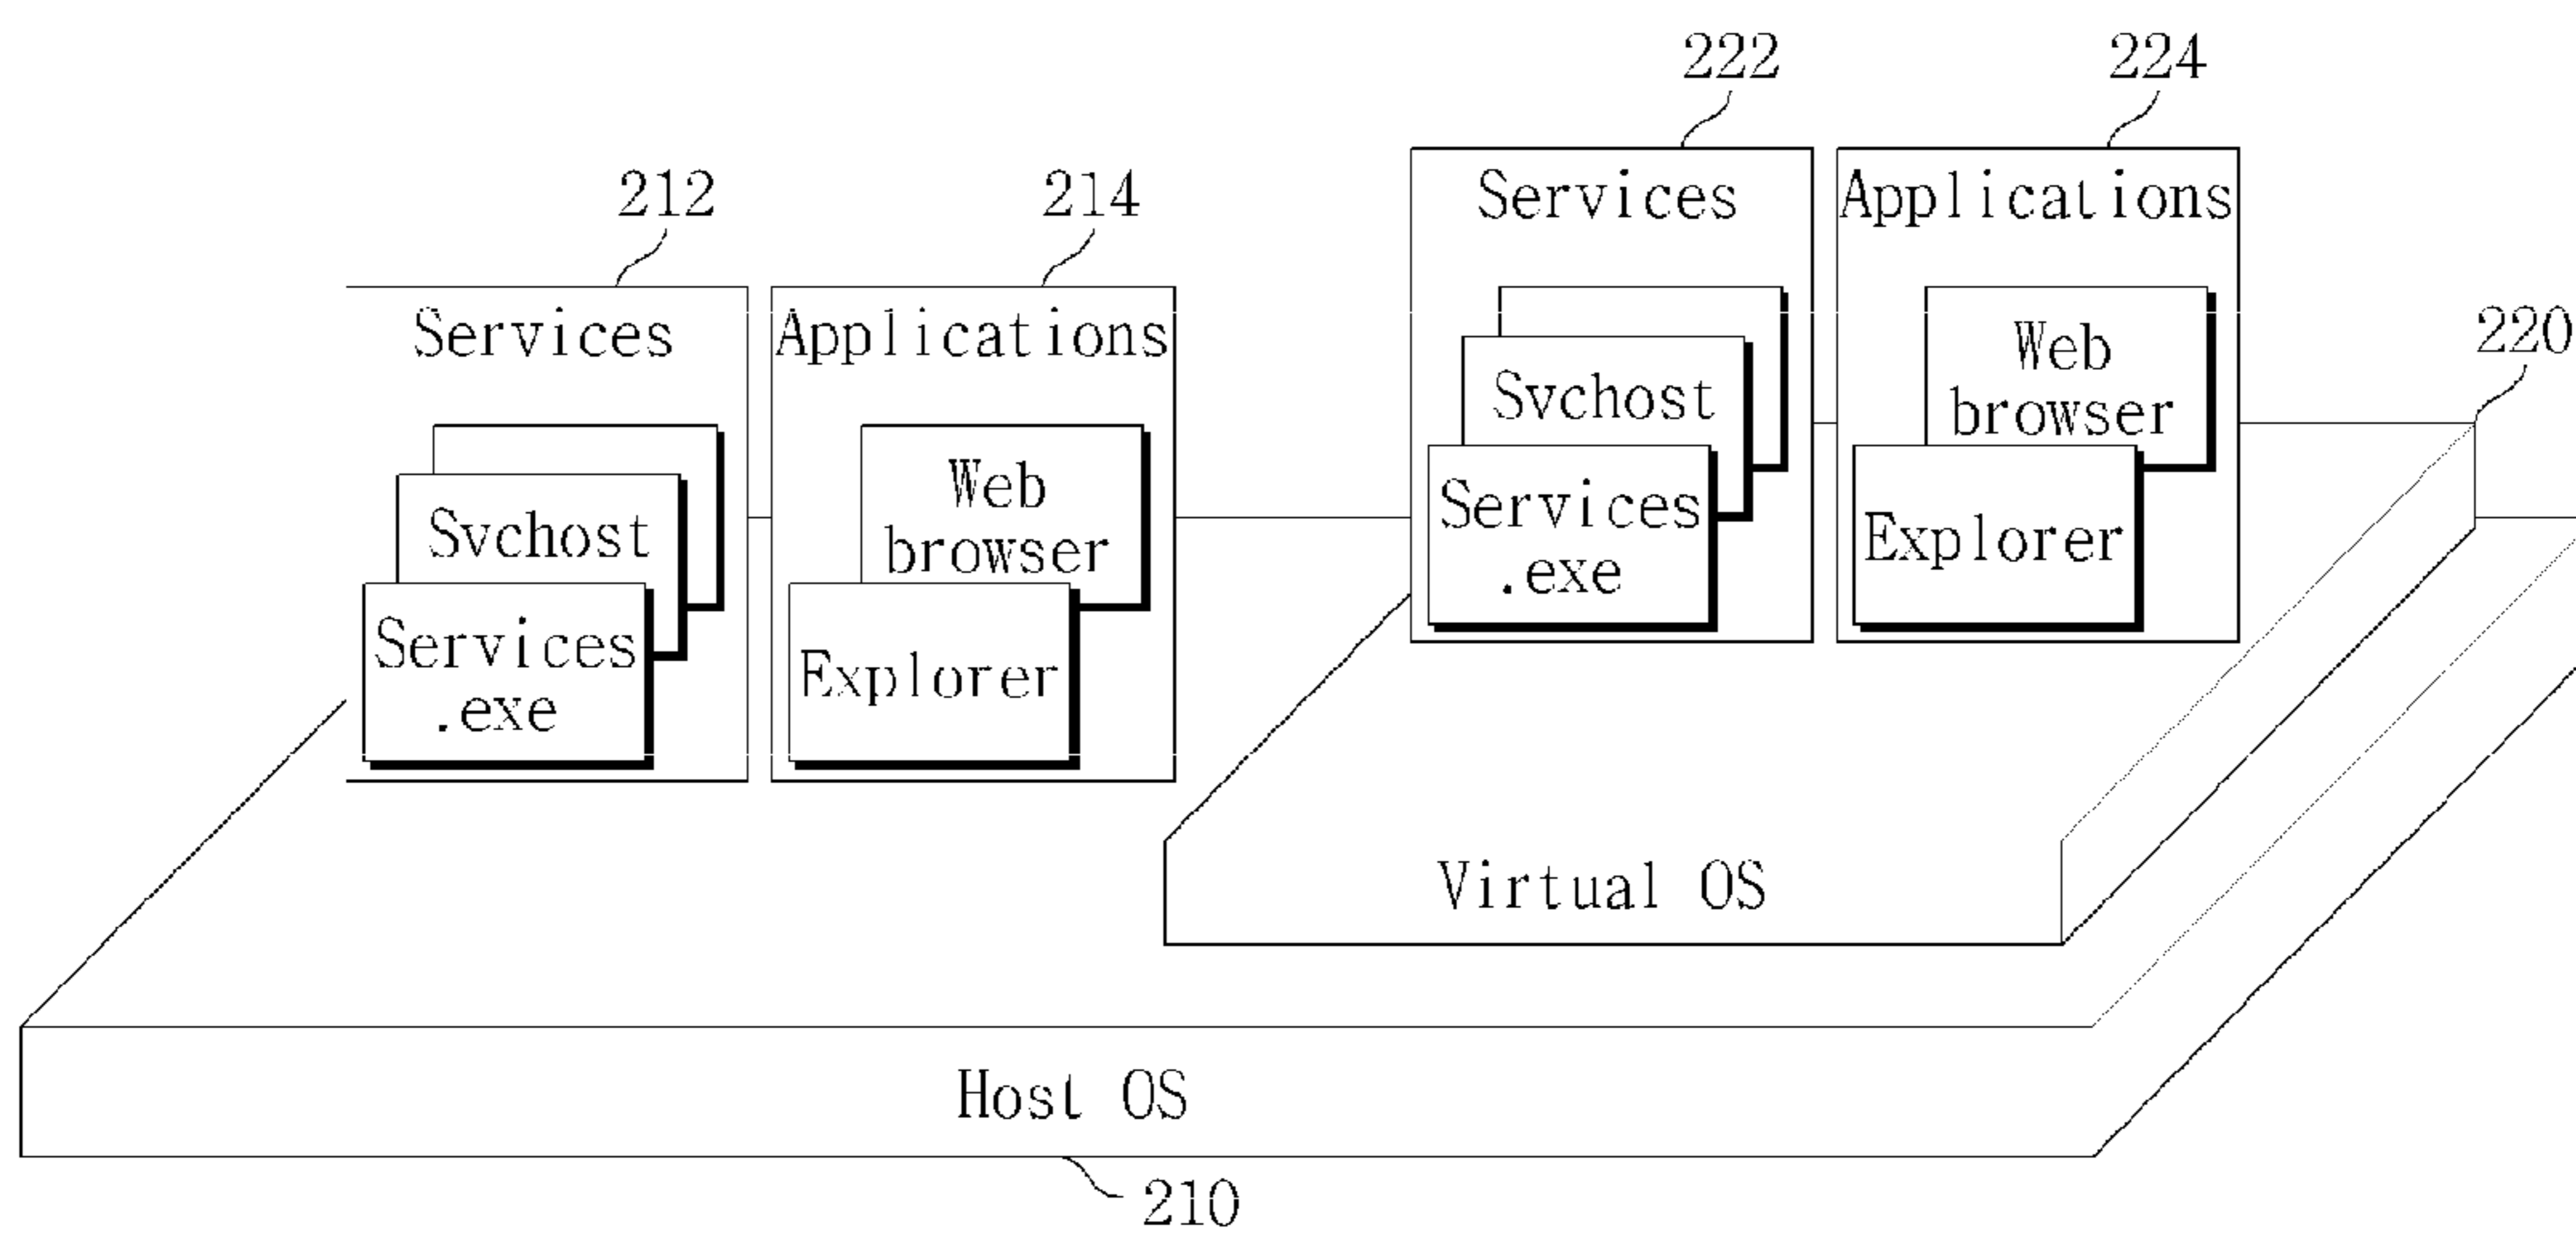 222
224
212
214
Services
Applications
Services
Applications
220
Web
browser
Svchost
Services
.exe
Explorer
Web
browser
Svchost
Services
.exe
Explorer
Virtual OS
Host OS
210